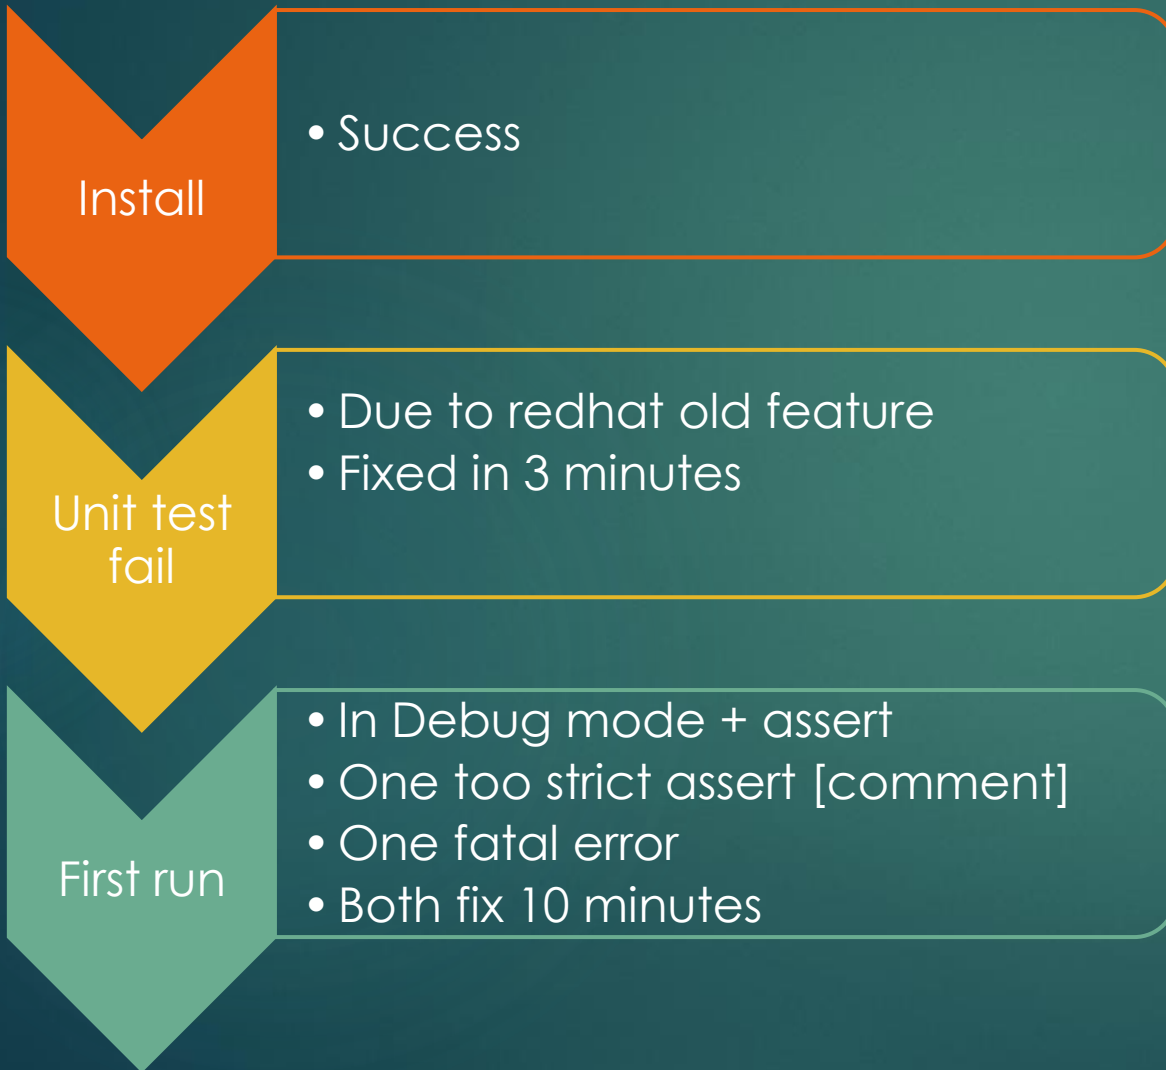 Install
• Success
Unit test
fail
• Due to redhat old feature
• Fixed in 3 minutes
First run
• In Debug mode + assert
• One too strict assert [comment]
• One fatal error
• Both fix 10 minutes